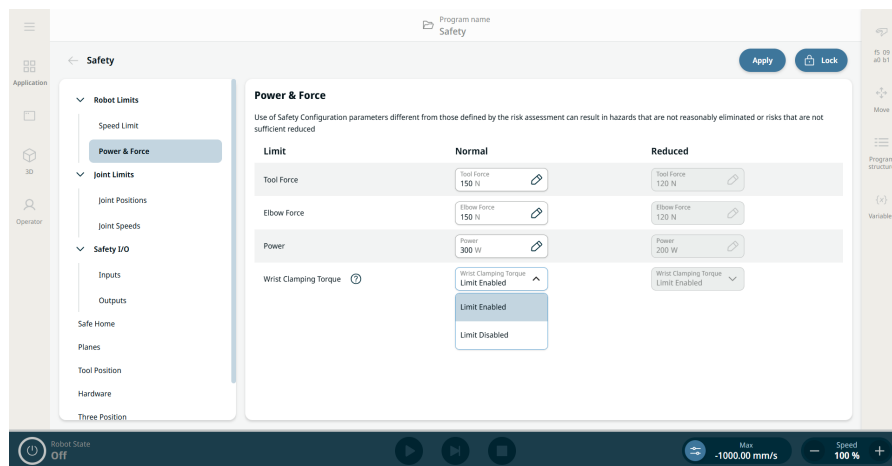 Program name
Safety
Safety
Apply
Lock
f5 09
a0 b1
Application
3D
Operator
Move
Program
structure
Variable
Robot Limits
Speed Limit
Power & Force
Joint Limits
Joint Positions
Joint Speeds
Safety I/O
Inputs
Outputs
Safe Home
Planes
Tool Position
Hardware
Three Position
Power & Force
Use of Safety Configuration parameters different from those defined by the risk assessment can result in hazards that are not reasonably eliminated or risks that are not
sufficient reduced
Limit Normal Reduced
Tool Force
Tool Force
150 N
Tool Force
120 N
Elbow Force
Elbow Force
150 N
Elbow Force
120 N
Power
Power
300 W
Power
200 W
Wrist Clamping Torque ?
Wrist Clamping Torque
Limit Enabled
Wrist Clamping Torque
Limit Enabled
Limit Enabled
Limit Disabled
Robot State
Off
Max
-1000.00 mm/s
Speed
100 %